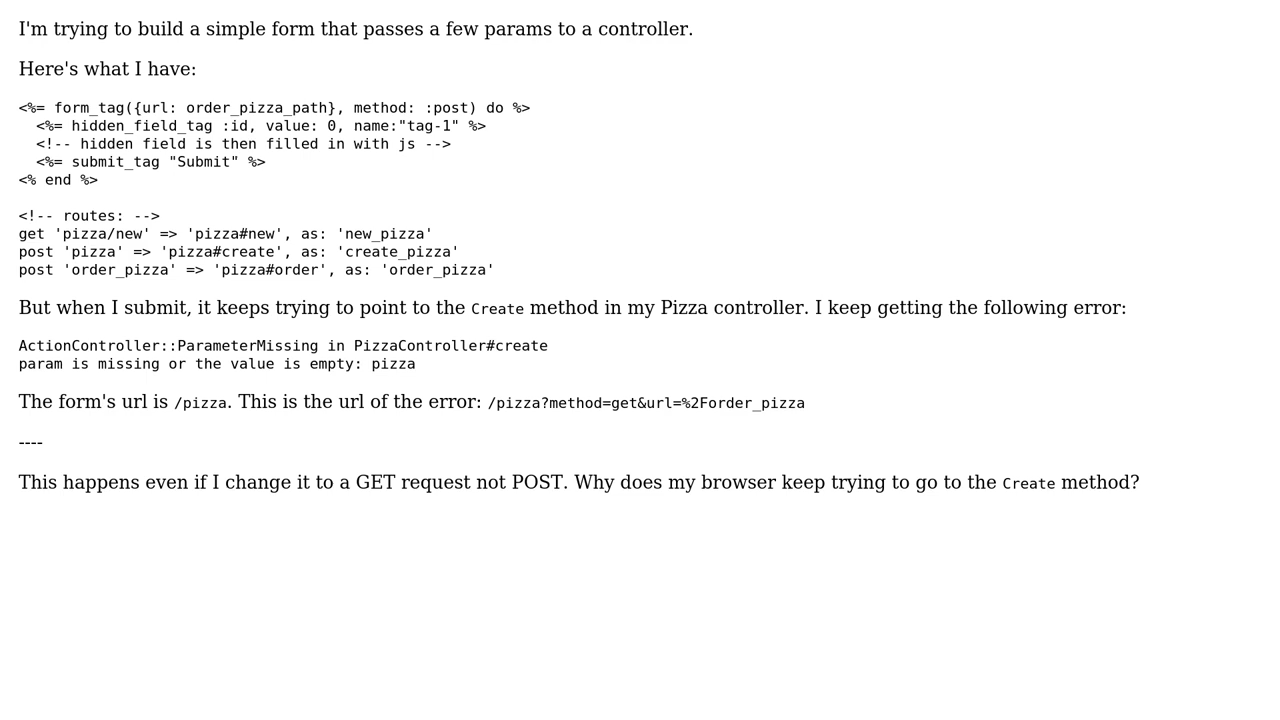 I'm trying to build a simple form that passes a few params to a controller.
Here's what I have:
<%= form_tag({url: order_pizza_path}, method: :post) do %>
  <%= hidden_field_tag :id, value: 0, name:"tag-1" %>
  <!-- hidden field is then filled in with js -->
  <%= submit_tag "Submit" %>
<% end %>
<!-- routes: -->
get 'pizza/new' => 'pizza#new', as: 'new_pizza'
post 'pizza' => 'pizza#create', as: 'create_pizza'
post 'order_pizza' => 'pizza#order', as: 'order_pizza'
But when I submit, it keeps trying to point to the Create method in my Pizza controller. I keep getting the following error:
ActionController::ParameterMissing in PizzaController#create
param is missing or the value is empty: pizza
The form's url is /pizza. This is the url of the error: /pizza?method=get&url=%2Forder_pizza
----
This happens even if I change it to a GET request not POST. Why does my browser keep trying to go to the Create method?